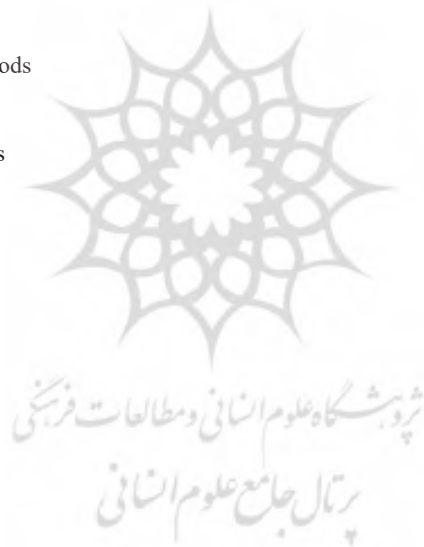 ods
s
پژوهشگاه علوم انسانی و مطالعات فرهنگی
پرتال جامع علوم انسانی